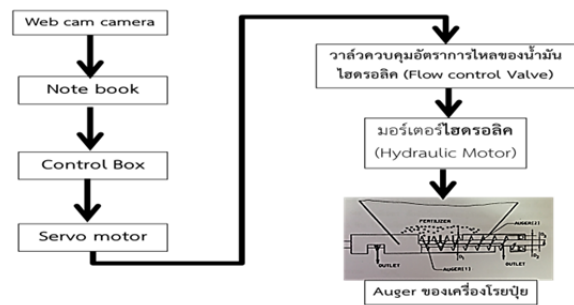 Web cam camera
Note book
Control Box
Servo motor
วาล์วควบคุมอัตราการไหลของน้ำมัน
ไฮดรอลิค (Flow control Valve)
มอร์เตอร์ไฮดรอลิค
(Hydraulic Motor)
FERTILIZER
AUGER(2)
OUTLET
AUGER(1)
OUTLET
Auger ของเครื่องโรยปุ๋ย